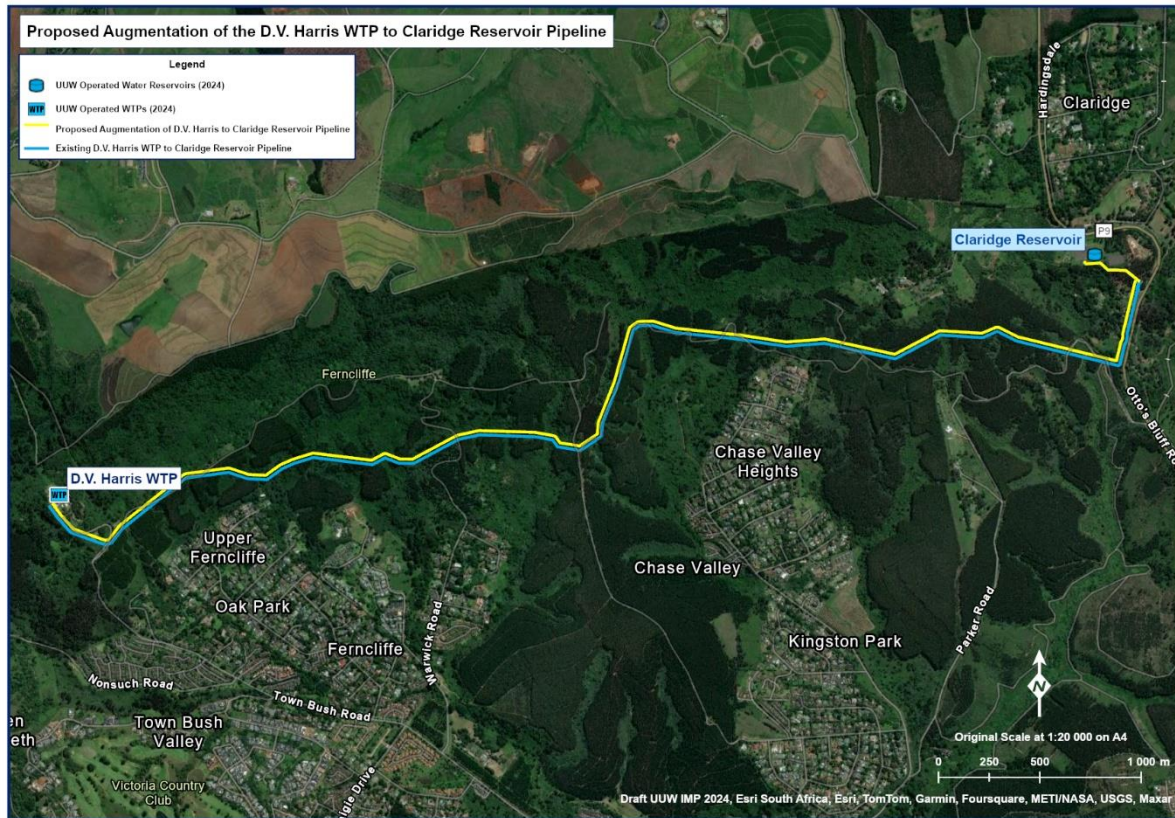 Proposed Augmentation of the D.V. Harris WTP to Claridge Reservoir Pipeline
Legend
UUW Operated Water Reservoirs (2024)
WTP
UUW Operated WTPs (2024)
Proposed Augmentation of D.V. Harris to Claridge Reservoir Pipeline
Existing D.V. Harris WTP to Claridge Reservoir Pipeline
Hardingsdale
Claridge
P9
Claridge Reservoir
Ferncliffe
Otto's Bluff Ro
Chase Valley
Heights
WTP
D.V. Harris WTP
Upper
Ferncliffe
Chase Valley
Oak Park
Warwick Road
Parker Road
Kingston Park
Ferncliffe
Nonsuch Road
Town Bush Road
en
eth
Town Bush
Valley
N
Original Scale at 1:20 000 on A4
Victoria Country
Club
igle Drive
0 250 500 1 000 m
Draft UUW IMP 2024, Esri South Africa, Esri, TomTom, Garmin, Foursquare, METI/NASA, USGS, Maxar